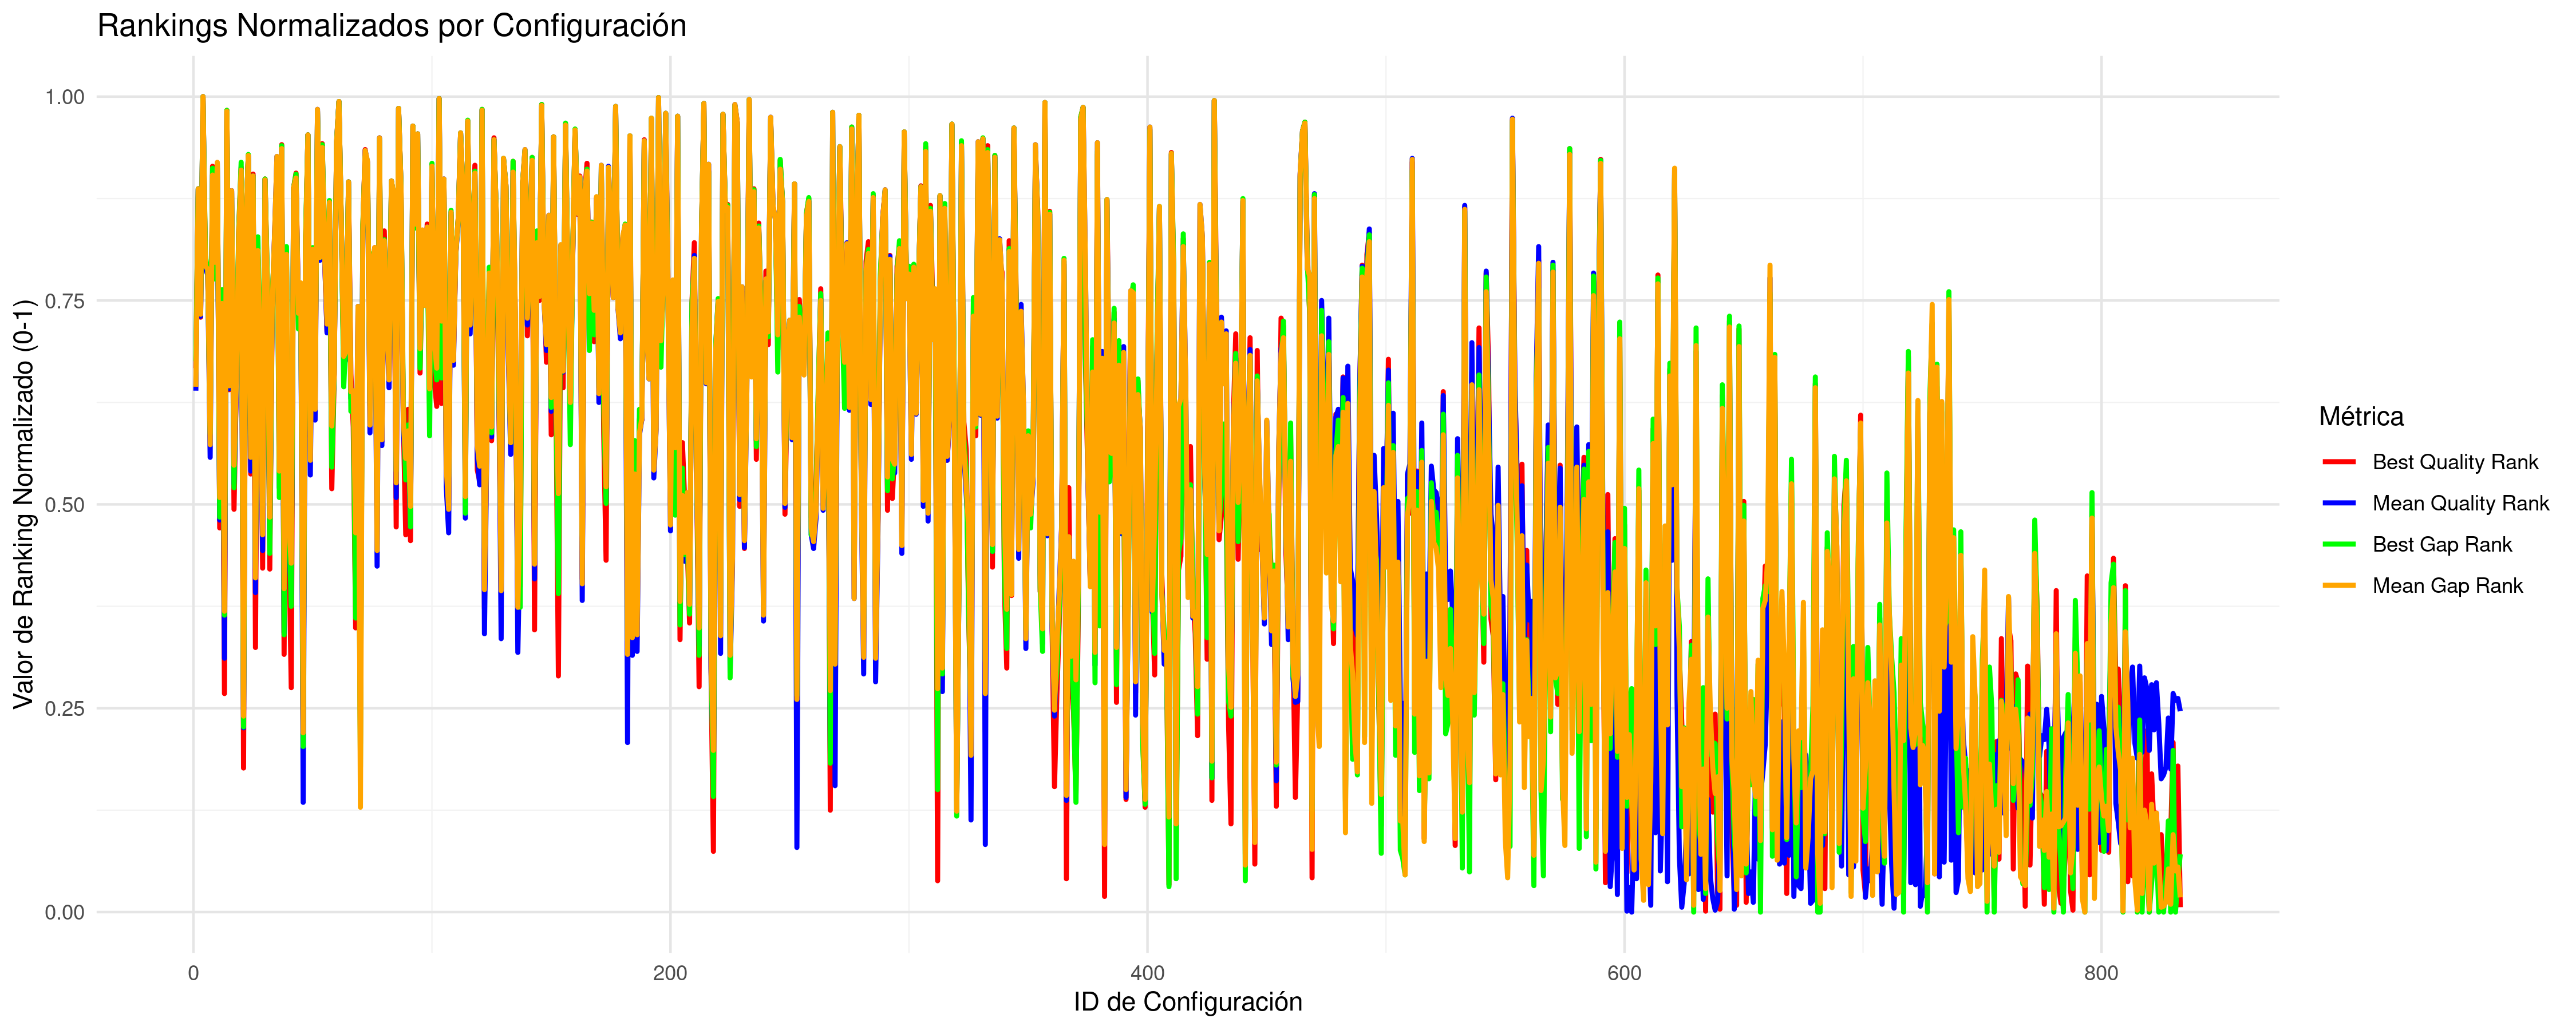 Rankings Normalizados por Configuración
Valor de Ranking Normalizado (0-1)
1.00
0.75
0.50
0.25
0.00
0
200
400
600
800
ID de Configuración
Métrica
Best Quality Rank
Mean Quality Rank
Best Gap Rank
Mean Gap Rank